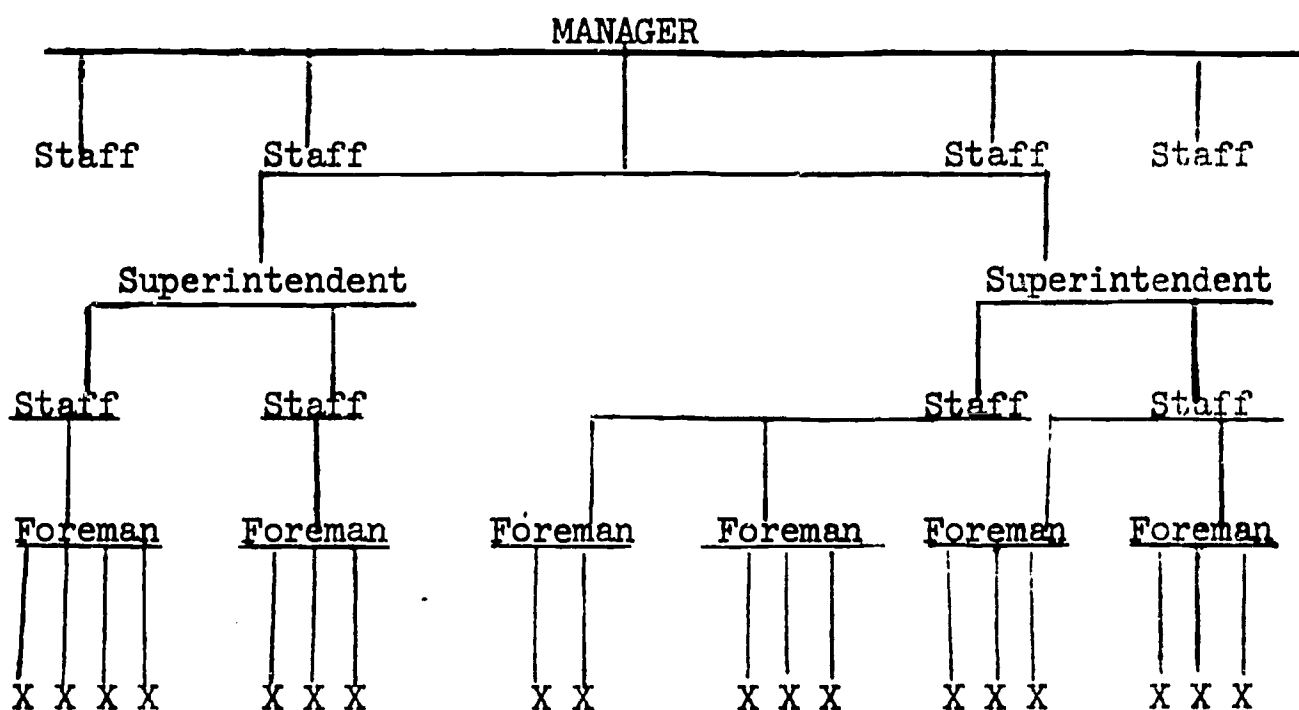 MANAGER
Staff Staff Staff Staff
Superintendent Superintendent
Staff Staff Staff Staff
Foreman Foreman Foreman Foreman Foreman Foreman
X X X X X X X X X X X X X X X X X X